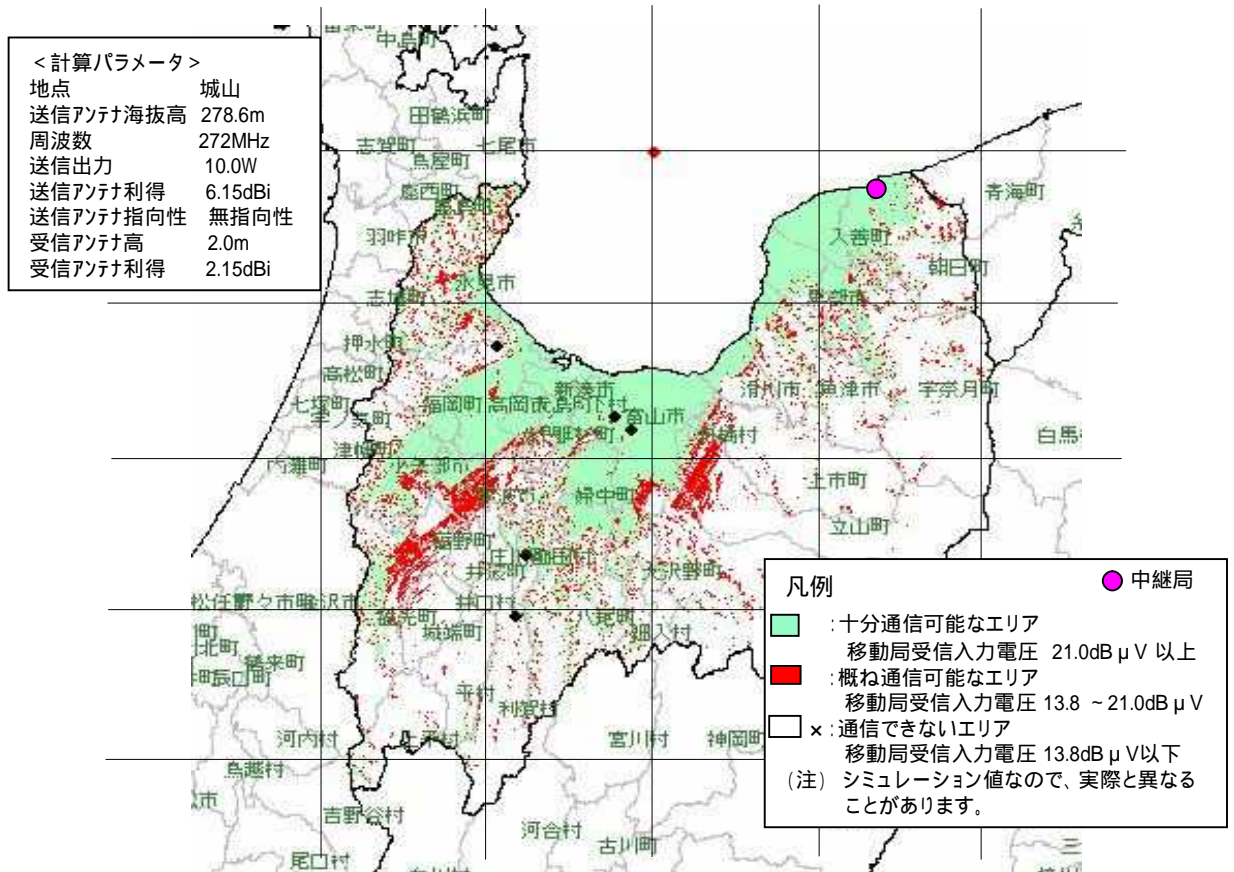 <計算パラメータ>
地点 城山
送信アンテナ海抜高 278.6m
周波数 272MHz
送信出力 10.0W
送信アンテナ利得 6.15dBi
送信アンテナ指向性 無指向性
受信アンテナ高 2.0m
受信アンテナ利得 2.15dBi
中島町
田鶴浜町
志賀町 七尾市
鳥屋町
鹿西町
青海町
羽咋市
入善町
朝日町
氷見市
志雄町
黒部市
押水町
高松町
新湊市
滑川市 魚津市 宇奈月町
七塚町
福岡町 高岡市 大島町下村
富山市
津幡町
白馬
内灘町
小矢部市
上市町
婦中町
立山町
福野町
庄川町
井波町
大沢野町
松任市 野々市町 金沢市
井口村
福光町
八尾町
城端町
細入村
鶴来町
辰口町
平村
利賀村
河内村
上平村
宮川村
神岡町
鳥越村
吉野谷村
河合村
古川町
尾口村
凡例
中継局
:十分通信可能なエリア
移動局受信入力電圧 21.0dBμV 以上
:概ね通信可能なエリア
移動局受信入力電圧 13.8 ~21.0dBμV
×:通信できないエリア
移動局受信入力電圧 13.8dBμV以下
(注) シミュレーション値なので、実際と異なる
ことがあります。